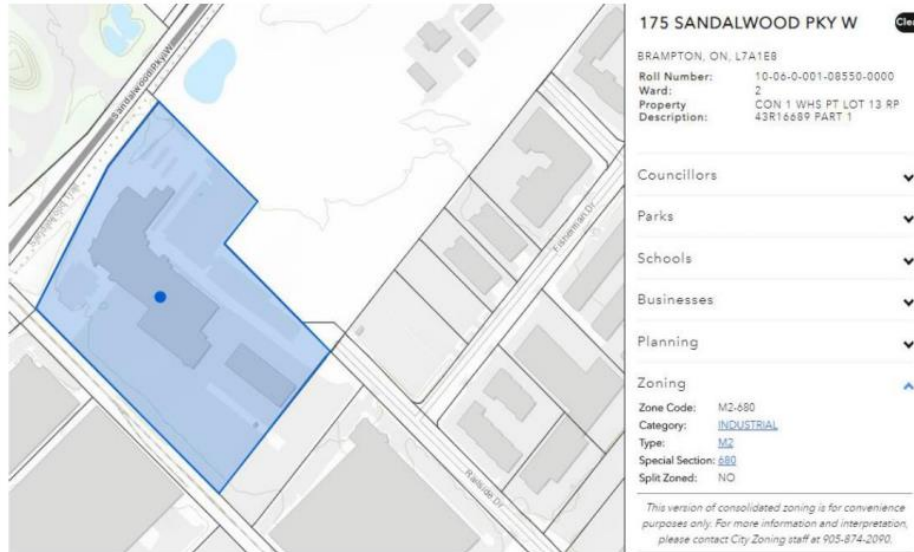 Sandalwood Pky W
Fisherman Dr
Railside Dr
175 SANDALWOOD PKY W
BRAMPTON, ON, L7A1E8
Roll Number: 10-06-0-001-08550-0000
Ward: 2
Property CON 1 WHS PT LOT 13 RP
Description: 43R16689 PART 1
Councillors
Parks
Schools
Businesses
Planning
Zoning
Zone Code: M2-680
Category: INDUSTRIAL
Type: M2
Special Section: 680
Split Zoned: NO
This version of consolidated zoning is for convenience
purposes only. For more information and interpretation,
please contact City Zoning staff at 905-874-2090.